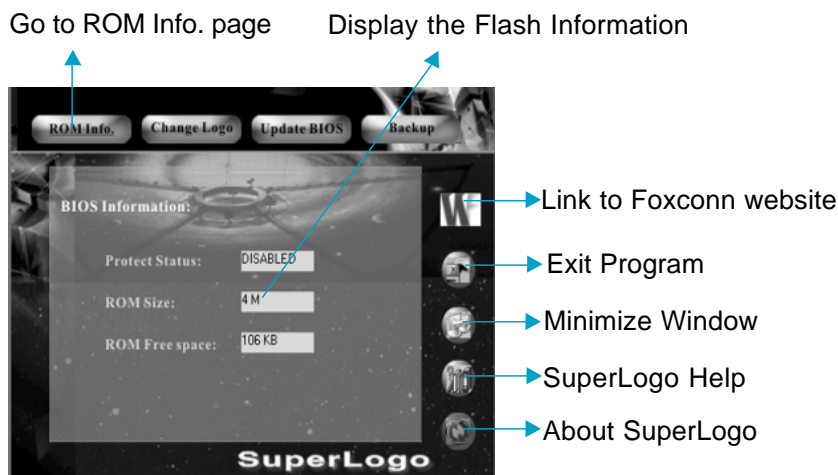 Go to ROM Info. page
Display the Flash Information
ROM Info. Change Logo Update BIOS Backup
Link to Foxconn website
BIOS Information:
Protect Status: DISABLED
Exit Program
ROM Size: 4 M
Minimize Window
ROM Free space: 106 KB
SuperLogo Help
About SuperLogo
SuperLogo